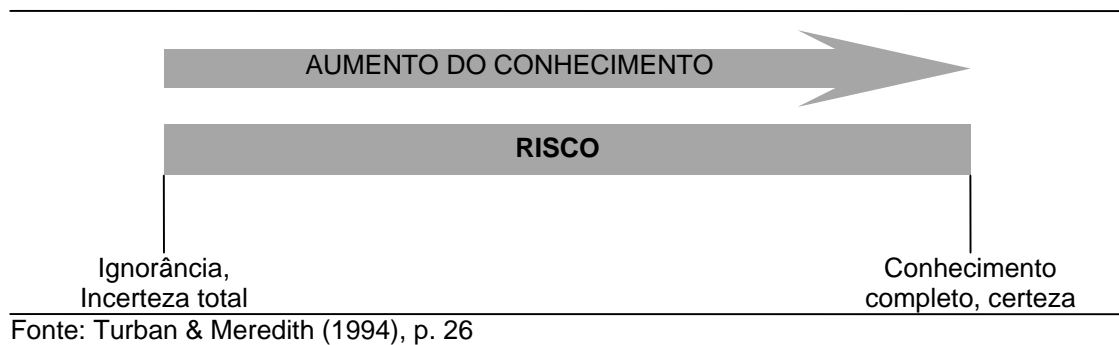 AUMENTO DO CONHECIMENTO
RISCO
Ignorância,
Incerteza total
Conhecimento
completo, certeza
Fonte: Turban & Meredith (1994), p. 26